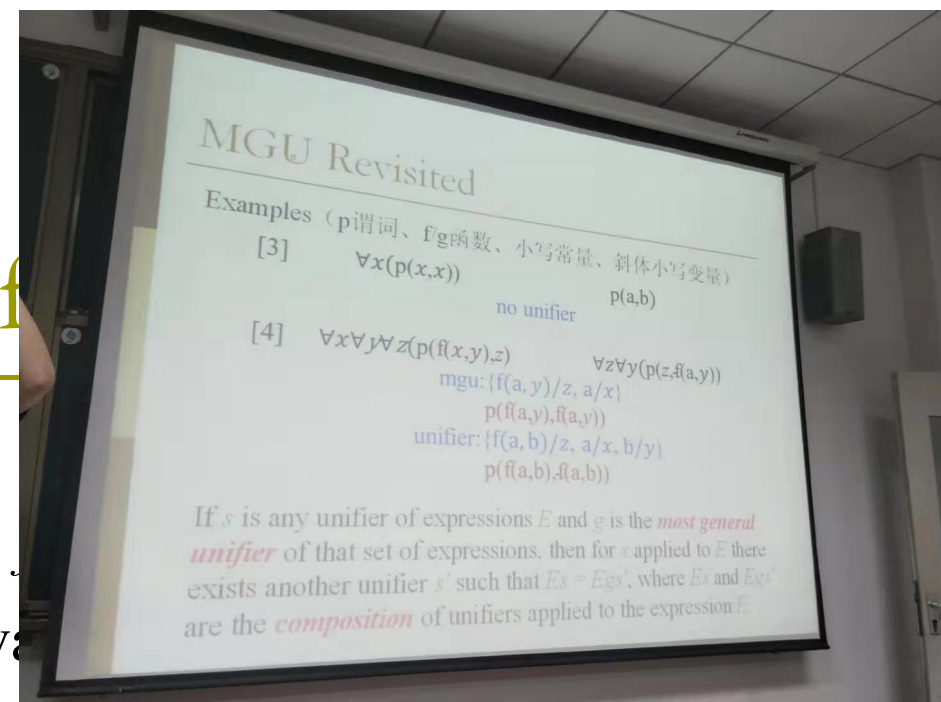 MGU Revisited
Examples（p谓词、f/g函数、小写常量、斜体小写变量）
[3] ∀x(p(x,x)) p(a,b)
no unifier
[4] ∀x∀y∀z(p(f(x,y),z) ∀z∀y(p(z,f(a,y))
mgu:{f(a, y)/z, a/x}
p(f(a,y),f(a,y))
unifier:{f(a, b)/z, a/x, b/y}
p(f(a,b),f(a,b))
If s is any unifier of expressions E and g is the most general
unifier of that set of expressions, then for s applied to E there
exists another unifier s' such that Es = Egs', where Es and Egs'
are the composition of unifiers applied to the expression E